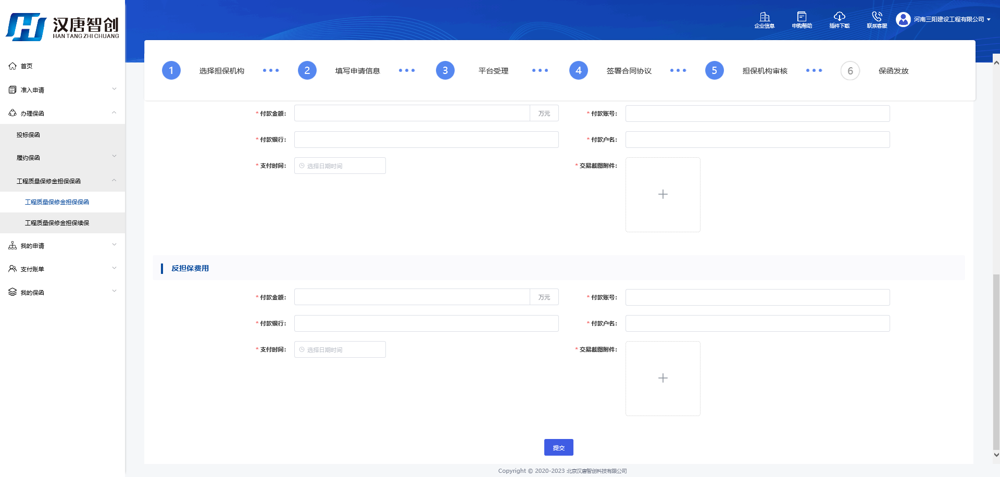 汉唐智创
HAN TANG ZHI CHUANG
企业信息
申购帮助
插件下载
联系客服
河南三阳建设工程有限公司
1 选择担保机构
2 填写申请信息
3 平台受理
4 签署合同协议
5 担保机构审核
6 保函发放
首页
准入申请
办理保函
投标保函
履约保函
工程质量保修金担保保函
工程质量保修金担保保函
工程质量保修金担保续保
我的申请
支付账单
我的保函
* 付款金额： 万元
* 付款账号：
* 付款银行：
* 付款户名：
* 支付时间： 选择日期时间
* 交易截图附件：
反担保费用
* 付款金额： 万元
* 付款账号：
* 付款银行：
* 付款户名：
* 支付时间： 选择日期时间
* 交易截图附件：
提交
Copyright © 2020-2023 北京汉唐智创科技有限公司